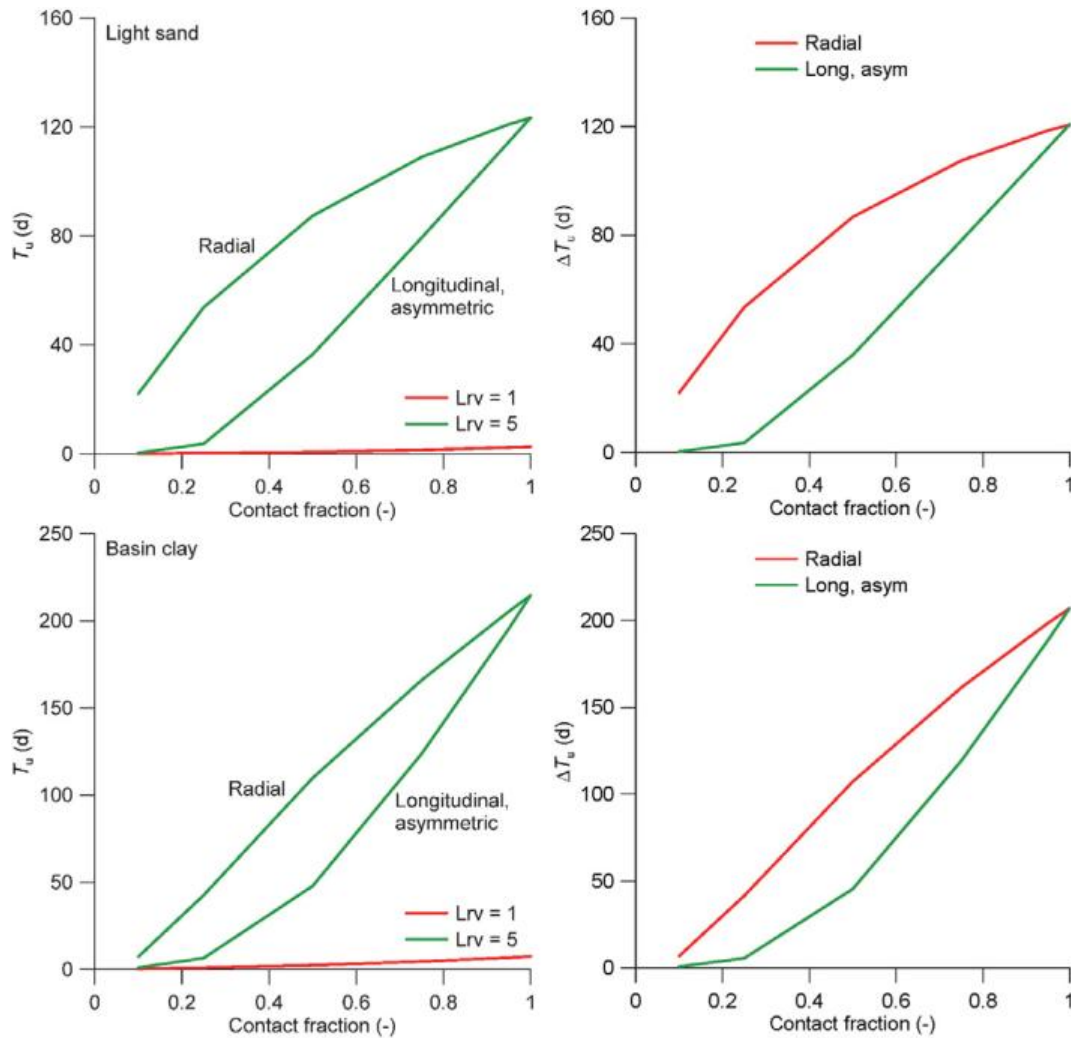 160
Light sand
120
80
40
0
T_u (d)
Radial
Longitudinal,
asymmetric
Lrv = 1
Lrv = 5
0 0.2 0.4 0.6 0.8 1
Contact fraction (-)
160
Radial
Long, asym
120
80
40
0
ΔT_u (d)
0 0.2 0.4 0.6 0.8 1
Contact fraction (-)
250
Basin clay
200
150
100
50
0
T_u (d)
Radial
Longitudinal,
asymmetric
Lrv = 1
Lrv = 5
0 0.2 0.4 0.6 0.8 1
Contact fraction (-)
250
Radial
Long, asym
200
150
100
50
0
ΔT_u (d)
0 0.2 0.4 0.6 0.8 1
Contact fraction (-)